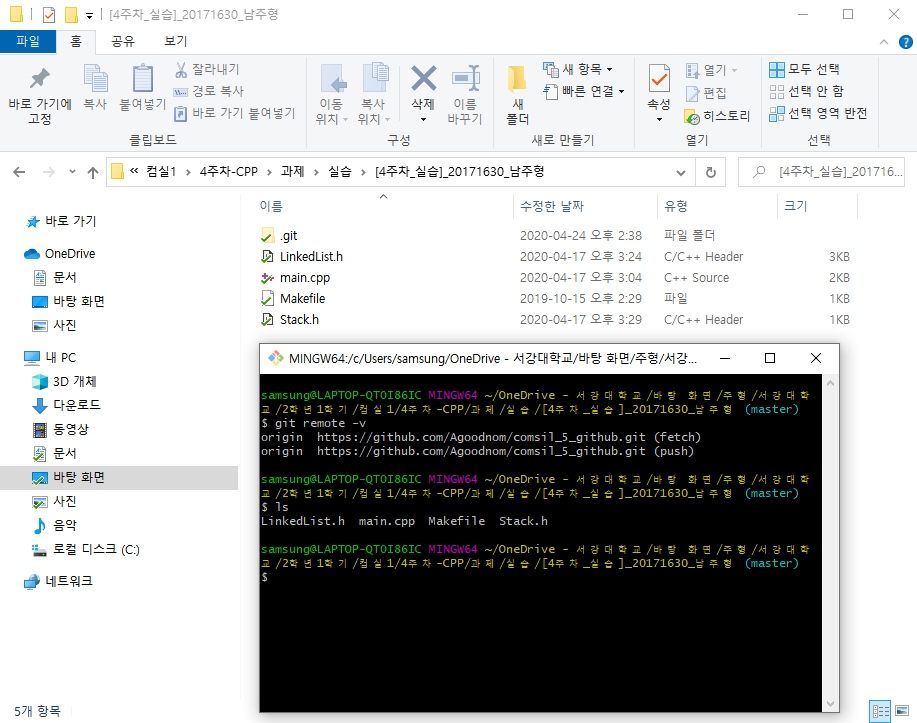 [4주차_실습]_20171630_남주형
파일 홈 공유 보기
바로 가기에 고정
복사
붙여넣기
잘라내기
경로 복사
바로 가기 붙여넣기
클립보드
이동 위치
복사 위치
삭제
이름 바꾸기
구성
새 폴더
새 항목
빠른 연결
새로 만들기
속성
열기
편집
히스토리
열기
모두 선택
선택 안 함
선택 영역 반전
선택
« 컴실1 > 4주차-CPP > 과제 > 실습 > [4주차_실습]_20171630_남주형
[4주차_실습]_201716...
바로 가기
OneDrive
문서
바탕 화면
사진
내 PC
3D 개체
다운로드
동영상
문서
바탕 화면
사진
음악
로컬 디스크 (C:)
네트워크
이름 수정한 날짜 유형 크기
.git 2020-04-24 오후 2:38 파일 폴더
LinkedList.h 2020-04-17 오후 3:24 C/C++ Header 3KB
main.cpp 2020-04-17 오후 3:04 C++ Source 2KB
Makefile 2019-10-15 오후 2:29 파일 1KB
Stack.h 2020-04-17 오후 3:29 C/C++ Header 1KB
MINGW64:/c/Users/samsung/OneDrive - 서강대학교/바탕 화면/주형/서강...
samsung@LAPTOP-QTOI86IC MINGW64 ~/OneDrive - 서강대학교/바탕 화면/주형/서강대학
교/2학년1학기/컴실1/4주차-CPP/과제/실습/[4주차_실습]_20171630_남주형 (master)
$ git remote -v
origin https://github.com/Agoodnom/comsil_5_github.git (fetch)
origin https://github.com/Agoodnom/comsil_5_github.git (push)
samsung@LAPTOP-QTOI86IC MINGW64 ~/OneDrive - 서강대학교/바탕 화면/주형/서강대학
교/2학년1학기/컴실1/4주차-CPP/과제/실습/[4주차_실습]_20171630_남주형 (master)
$ ls
LinkedList.h main.cpp Makefile Stack.h
samsung@LAPTOP-QTOI86IC MINGW64 ~/OneDrive - 서강대학교/바탕 화면/주형/서강대학
교/2학년1학기/컴실1/4주차-CPP/과제/실습/[4주차_실습]_20171630_남주형 (master)
$
5개 항목